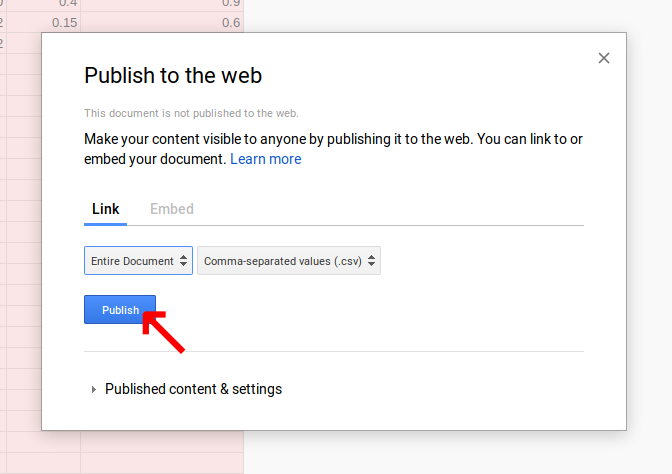 0.4 0.9
2 0.15 0.6
2
Publish to the web
This document is not published to the web.
Make your content visible to anyone by publishing it to the web. You can link to or
embed your document. Learn more
Link Embed
Entire Document Comma-separated values (.csv)
Publish
Published content & settings